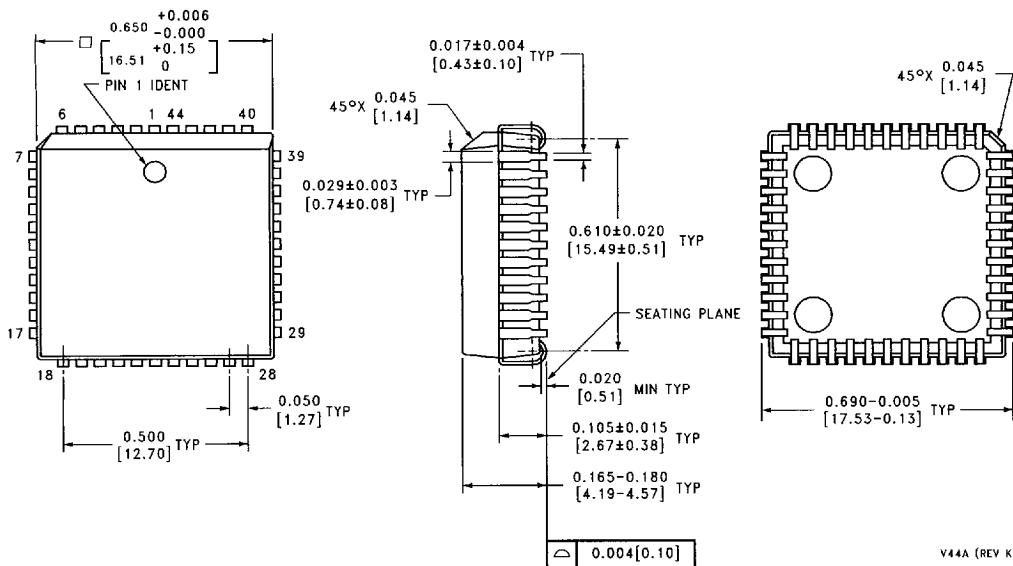 0.650 +0.006 -0.000
[16.51 +0.15 0]
PIN 1 IDENT
6 1 44 40
7 39
17 29
18 28
0.050 [1.27] TYP
0.500 [12.70] TYP
0.017±0.004 [0.43±0.10] TYP
45°X 0.045 [1.14]
0.029±0.003 [0.74±0.08] TYP
0.610±0.020 [15.49±0.51] TYP
SEATING PLANE
0.020 [0.51] MIN TYP
0.105±0.015 [2.67±0.38] TYP
0.165-0.180 [4.19-4.57] TYP
0.004[0.10]
45°X 0.045 [1.14]
0.690-0.005 [17.53-0.13] TYP
V44A (REV K